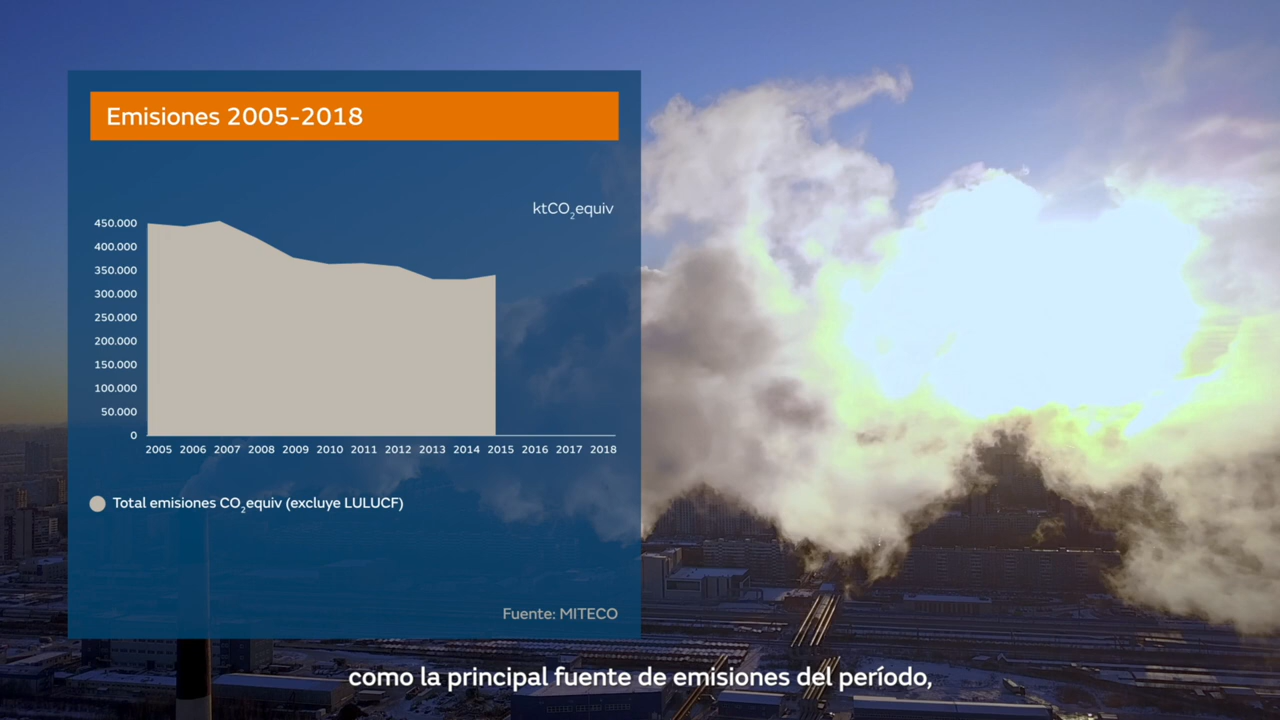 Emisiones 2005-2018
ktCO₂equiv
450.000
400.000
350.000
300.000
250.000
200.000
150.000
100.000
50.000
0
2005 2006 2007 2008 2009 2010 2011 2012 2013 2014 2015 2016 2017 2018
Total emisiones CO₂equiv (excluye LULUCF)
Fuente: MITECO
como la principal fuente de emisiones del período,